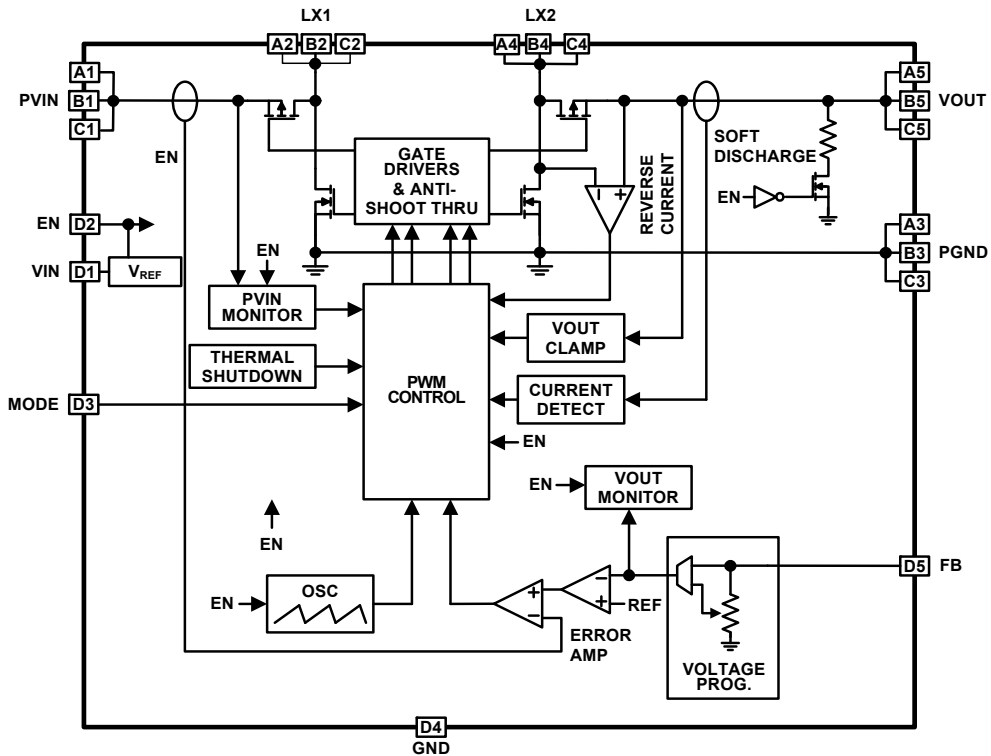 LX1
LX2
A2 B2 C2
A4 B4 C4
A1
B1
C1
PVIN
A5
B5
C5
VOUT
EN
GATE
DRIVERS
& ANTI-
SHOOT THRU
REVERSE
CURRENT
SOFT
DISCHARGE
EN
EN
D2
VIN
D1
VREF
A3
B3
C3
PGND
EN
PVIN
MONITOR
THERMAL
SHUTDOWN
MODE
D3
PWM
CONTROL
VOUT
CLAMP
CURRENT
DETECT
EN
EN
VOUT
MONITOR
EN
EN
OSC
REF
ERROR
AMP
VOLTAGE
PROG.
D5
FB
D4
GND